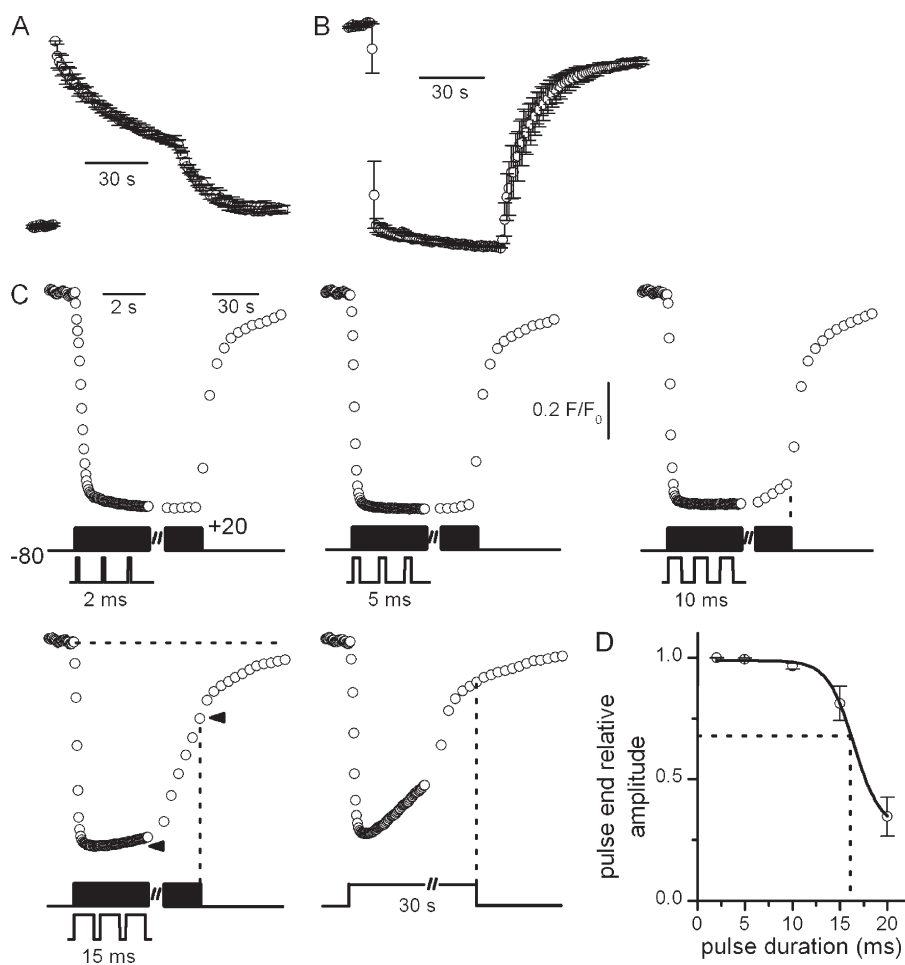 A
B
30 s
30 s
C
2 s
30 s
0.2 F/F0
-80
+20
2 ms
5 ms
10 ms
15 ms
30 s
D
pulse end relative
amplitude
1.0
0.5
0.0
0 5 10 15 20
pulse duration (ms)